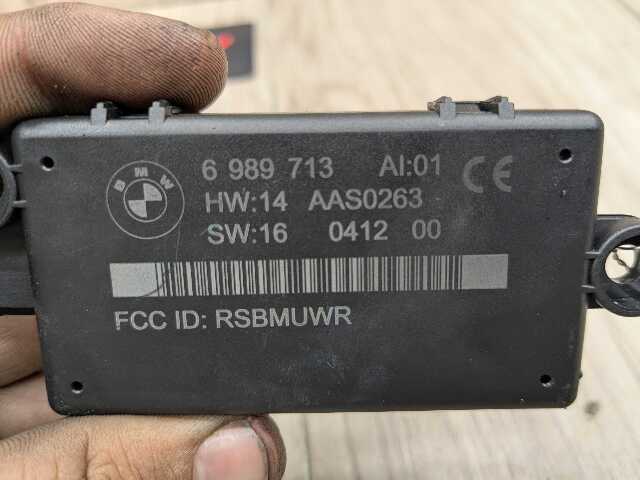 BMW
6 989 713 AI:01
HW:14 AAS0263
SW:16 0412 00
CE
FCC ID: RSBMUWR